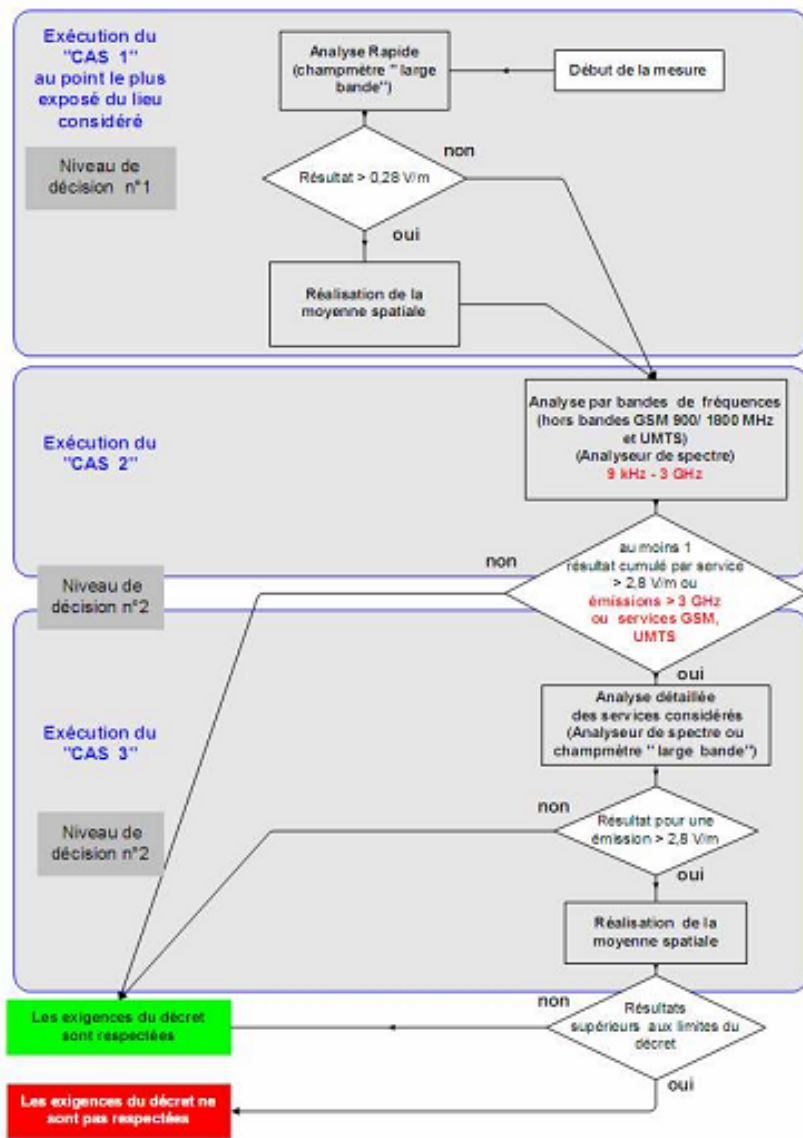 Exécution du
"CAS 1"
au point le plus
exposé du lieu
considéré
Niveau de
décision n°1
Analyse Rapide
(champmètre " large
bande")
Début de la mesure
non
Résultat > 0,28 V/m
oui
Réalisation de la
moyenne spatiale
Exécution du
"CAS 2"
Analyse par bandes de fréquences
(hors bandes GSM 900/ 1800 MHz
et UMTS)
(Analyseur de spectre)
9 kHz - 3 GHz
non
au moins 1
résultat cumulé par service
> 2,8 V/m ou
émissions > 3 GHz
ou services GSM,
UMTS
Niveau de
décision n°2
oui
Exécution du
"CAS 3"
Analyse détaillée
des services considérés
(Analyseur de spectre ou
champmètre " large bande")
non
Résultat pour une
émission > 2,8 V/m
Niveau de
décision n°2
oui
Réalisation de la
moyenne spatiale
non
Résultats
supérieurs aux limites du
décret
Les exigences du décret
sont respectées
oui
Les exigences du décret ne
sont pas respectées